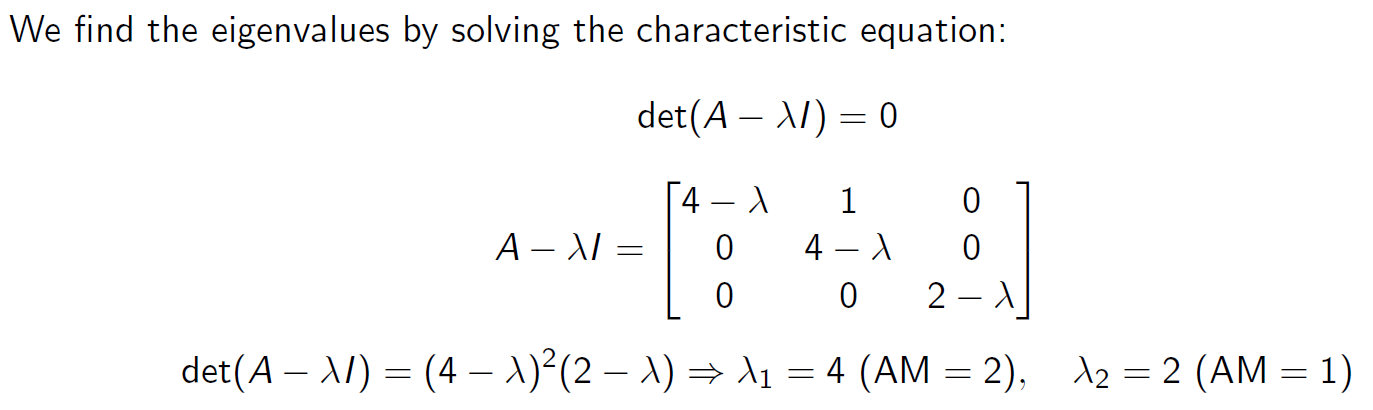 We find the eigenvalues by solving the characteristic equation:
det(A − λI) = 0
A − λI = [4 − λ 1 0
0 4 − λ 0
0 0 2 − λ]
det(A − λI) = (4 − λ)²(2 − λ) ⇒ λ₁ = 4 (AM = 2), λ₂ = 2 (AM = 1)